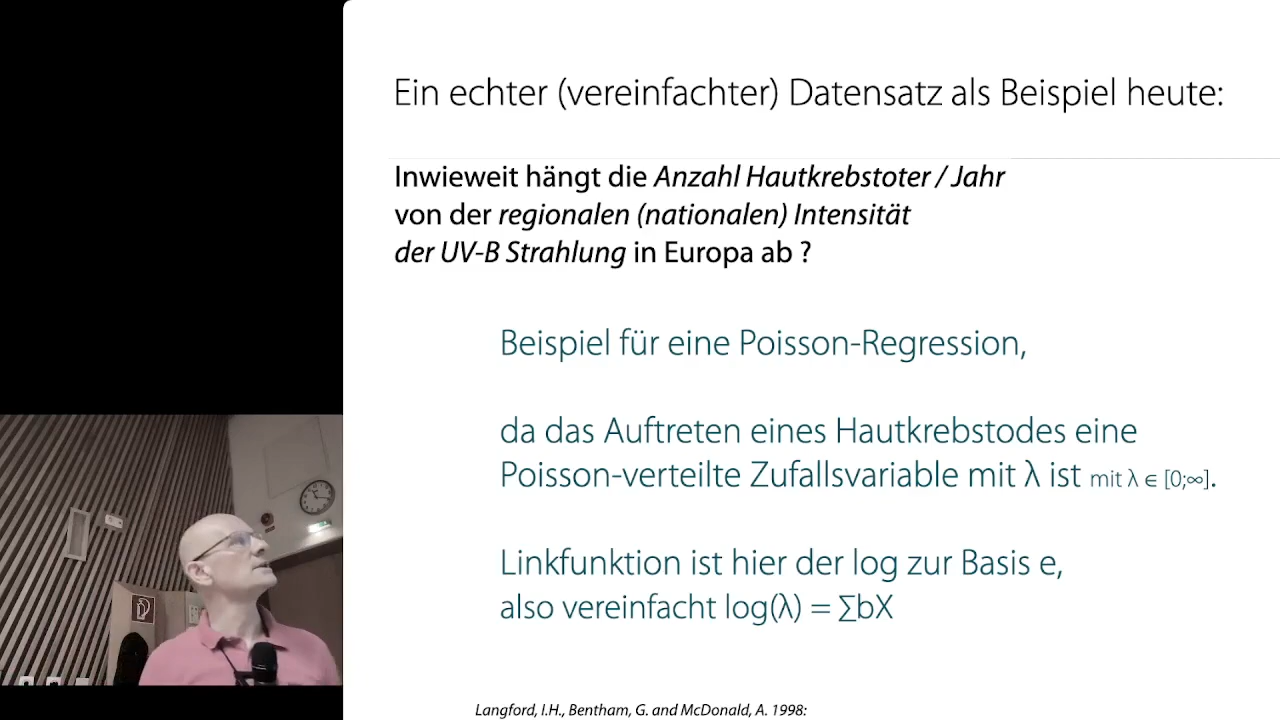 Ein echter (vereinfachter) Datensatz als Beispiel heute:
Inwieweit hängt die Anzahl Hautkrebstoter / Jahr
von der regionalen (nationalen) Intensität
der UV-B Strahlung in Europa ab ?
Beispiel für eine Poisson-Regression,
da das Auftreten eines Hautkrebstodes eine
Poisson-verteilte Zufallsvariable mit λ ist mit λ ∈ [0;∞].
Linkfunktion ist hier der log zur Basis e,
also vereinfacht log(λ) = ∑bX
Langford, I.H., Bentham, G. and McDonald, A. 1998: